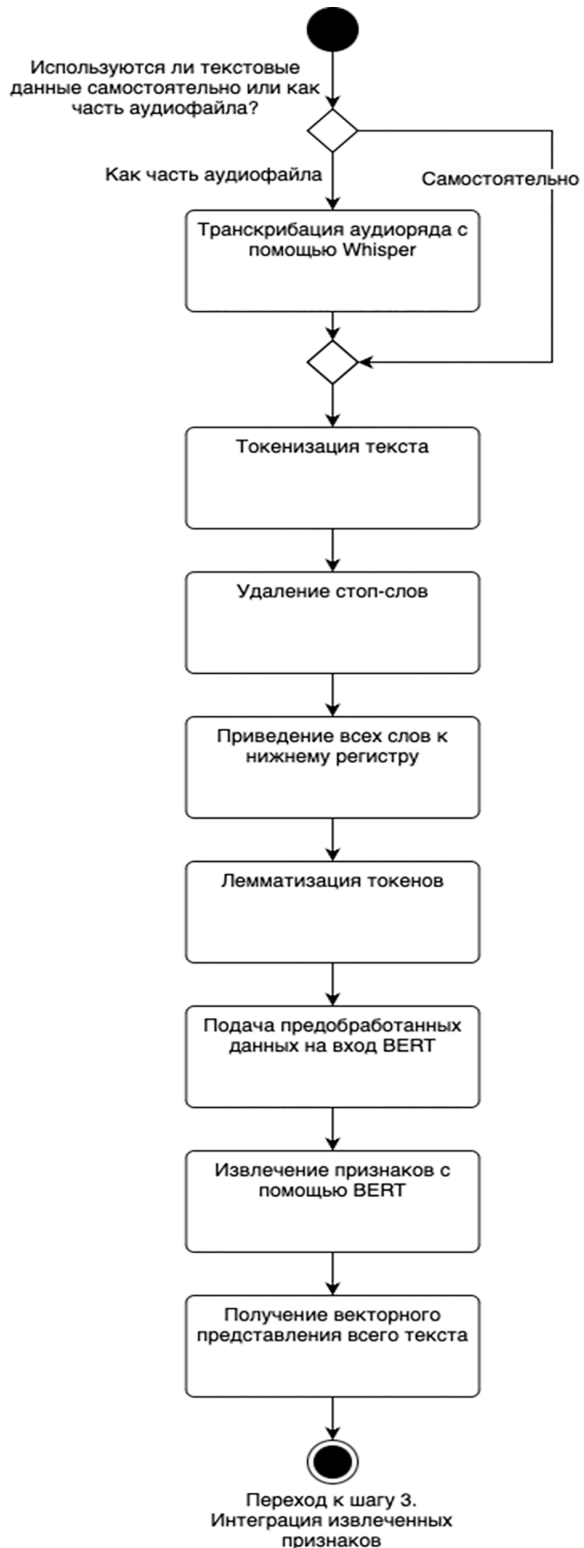 Используются ли текстовые
данные самостоятельно или как
часть аудиофайла?
Как часть аудиофайла
Самостоятельно
Транскрибация аудиоряда с
помощью Whisper
Токенизация текста
Удаление стоп-слов
Приведение всех слов к
нижнему регистру
Лемматизация токенов
Подача предобработанных
данных на вход BERT
Извлечение признаков с
помощью BERT
Получение векторного
представления всего текста
Переход к шагу 3.
Интеграция извлеченных
признаков